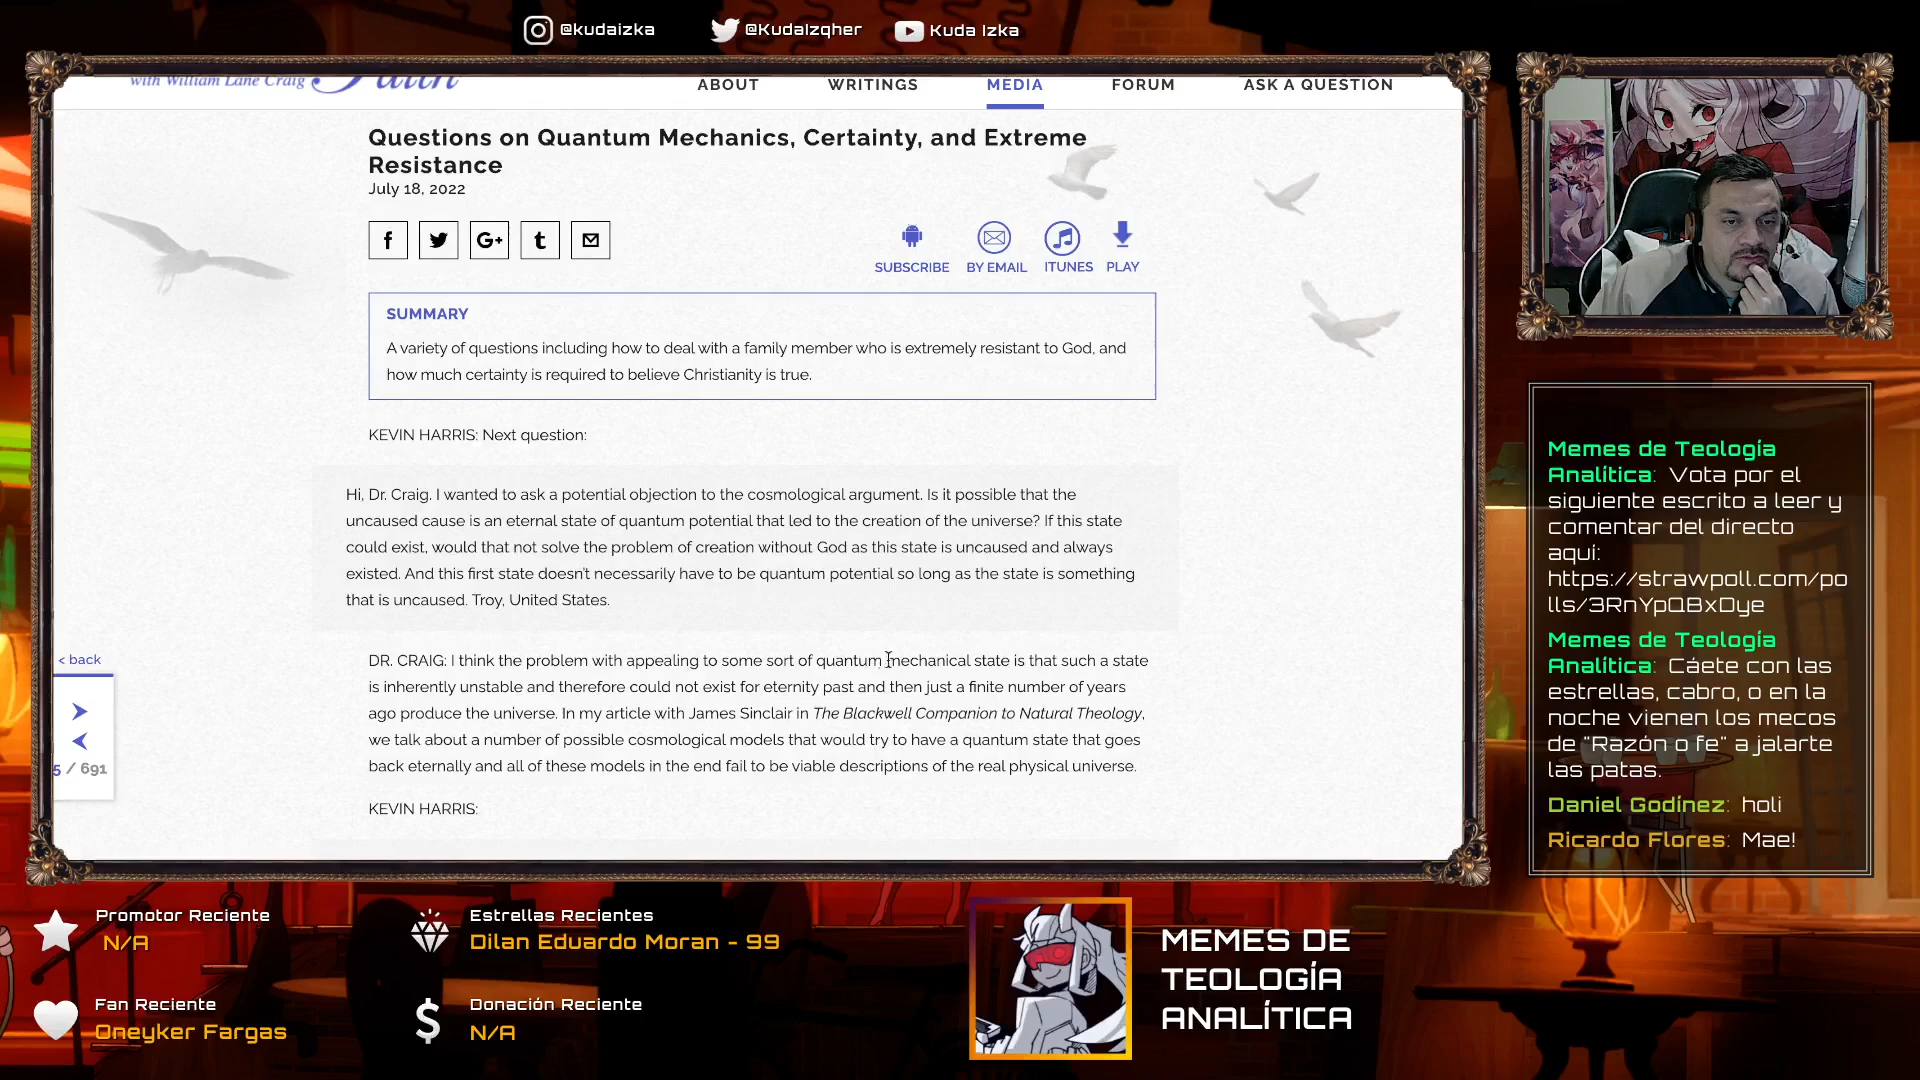 @kudaizka
@KudaIzqher
Kuda Izka
with William Lane Craig Faith
ABOUT
WRITINGS
MEDIA
FORUM
ASK A QUESTION
Questions on Quantum Mechanics, Certainty, and Extreme
Resistance
July 18, 2022
SUBSCRIBE
BY EMAIL
ITUNES
PLAY
SUMMARY
A variety of questions including how to deal with a family member who is extremely resistant to God, and
how much certainty is required to believe Christianity is true.
KEVIN HARRIS: Next question:
Hi, Dr. Craig. I wanted to ask a potential objection to the cosmological argument. Is it possible that the
uncaused cause is an eternal state of quantum potential that led to the creation of the universe? If this state
could exist, would that not solve the problem of creation without God as this state is uncaused and always
existed. And this first state doesn't necessarily have to be quantum potential so long as the state is something
that is uncaused. Troy, United States.
DR. CRAIG: I think the problem with appealing to some sort of quantum mechanical state is that such a state
is inherently unstable and therefore could not exist for eternity past and then just a finite number of years
ago produce the universe. In my article with James Sinclair in The Blackwell Companion to Natural Theology,
we talk about a number of possible cosmological models that would try to have a quantum state that goes
back eternally and all of these models in the end fail to be viable descriptions of the real physical universe.
KEVIN HARRIS:
< back
5 / 691
Memes de Teología
Analítica: Vota por el
siguiente escrito a leer y
comentar del directo
aquí:
https://strawpoll.com/po
lls/3RnYpQBxDye
Memes de Teología
Analítica: Cáete con las
estrellas, cabro, o en la
noche vienen los mecos
de "Razón o fe" a jalarte
las patas.
Daniel Godínez: holi
Ricardo Flores: Mae!
Promotor Reciente
N/A
Estrellas Recientes
Dilan Eduardo Moran - 99
Fan Reciente
Oneyker Fargas
Donación Reciente
N/A
MEMES DE
TEOLOGÍA
ANALÍTICA